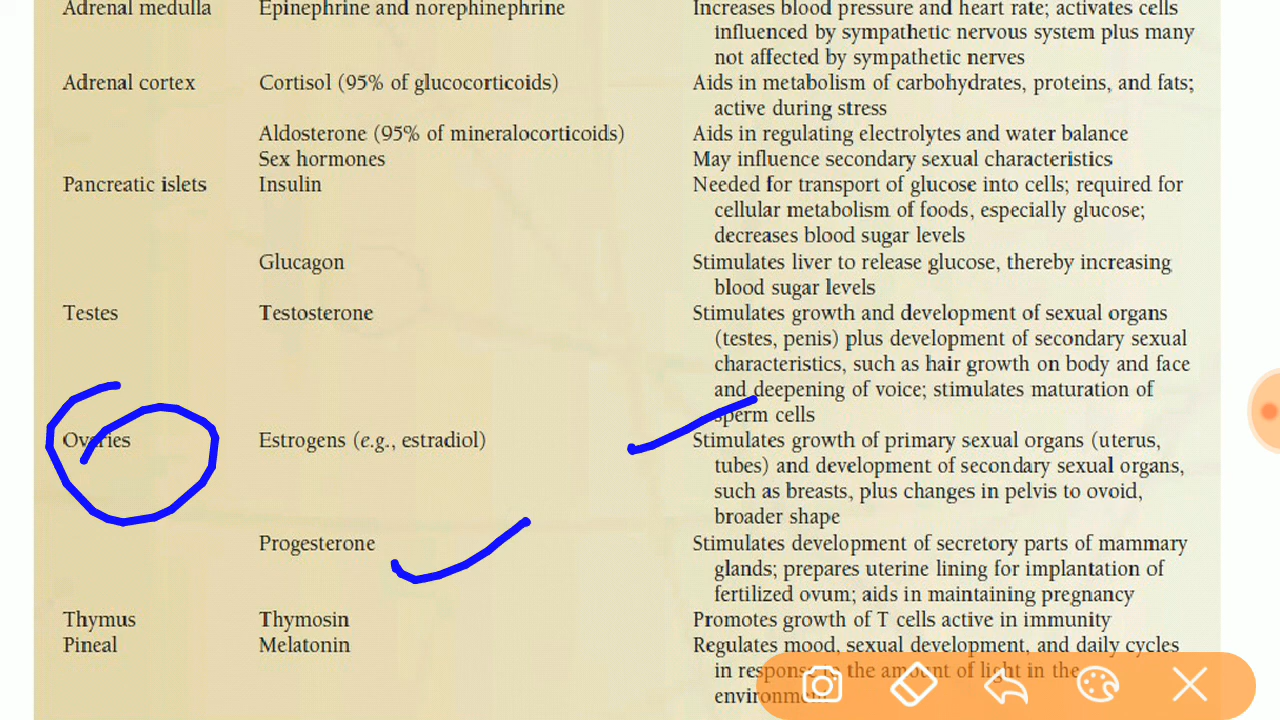 Adrenal medulla Epinephrine and norephinephrine Increases blood pressure and heart rate; activates cells
influenced by sympathetic nervous system plus many
not affected by sympathetic nerves
Adrenal cortex Cortisol (95% of glucocorticoids) Aids in metabolism of carbohydrates, proteins, and fats;
active during stress
Aldosterone (95% of mineralocorticoids) Aids in regulating electrolytes and water balance
Sex hormones May influence secondary sexual characteristics
Pancreatic islets Insulin Needed for transport of glucose into cells; required for
cellular metabolism of foods, especially glucose;
decreases blood sugar levels
Glucagon Stimulates liver to release glucose, thereby increasing
blood sugar levels
Testes Testosterone Stimulates growth and development of sexual organs
(testes, penis) plus development of secondary sexual
characteristics, such as hair growth on body and face
and deepening of voice; stimulates maturation of
sperm cells
Ovaries Estrogens (e.g., estradiol) Stimulates growth of primary sexual organs (uterus,
tubes) and development of secondary sexual organs,
such as breasts, plus changes in pelvis to ovoid,
broader shape
Progesterone Stimulates development of secretory parts of mammary
glands; prepares uterine lining for implantation of
fertilized ovum; aids in maintaining pregnancy
Thymus Thymosin Promotes growth of T cells active in immunity
Pineal Melatonin Regulates mood, sexual development, and daily cycles
in response to the amount of light in the
environment